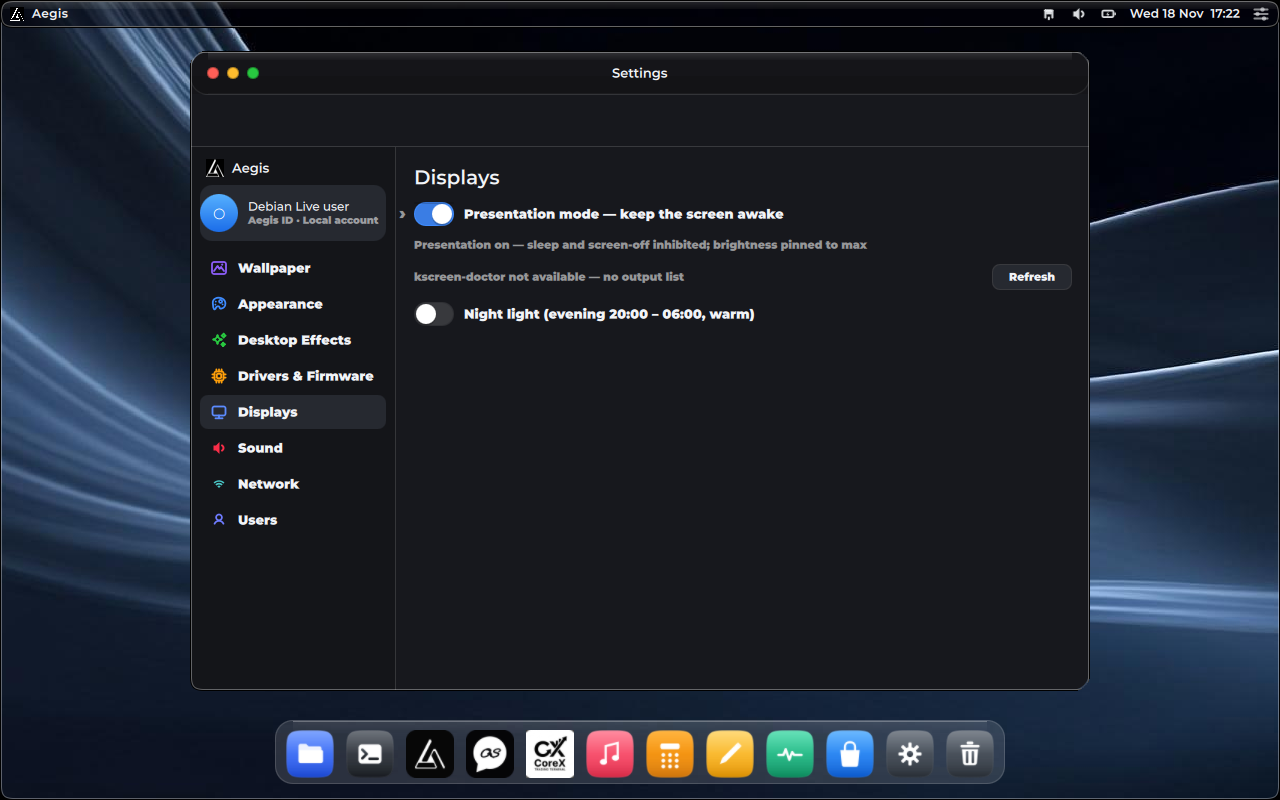 Aegis
Wed 18 Nov 17:22
Settings
Aegis
Debian Live user
Aegis ID · Local account
Wallpaper
Appearance
Desktop Effects
Drivers & Firmware
Displays
Sound
Network
Users
Displays
Presentation mode — keep the screen awake
Presentation on — sleep and screen-off inhibited; brightness pinned to max
kscreen-doctor not available — no output list
Refresh
Night light (evening 20:00 – 06:00, warm)
as
CX
CoreX